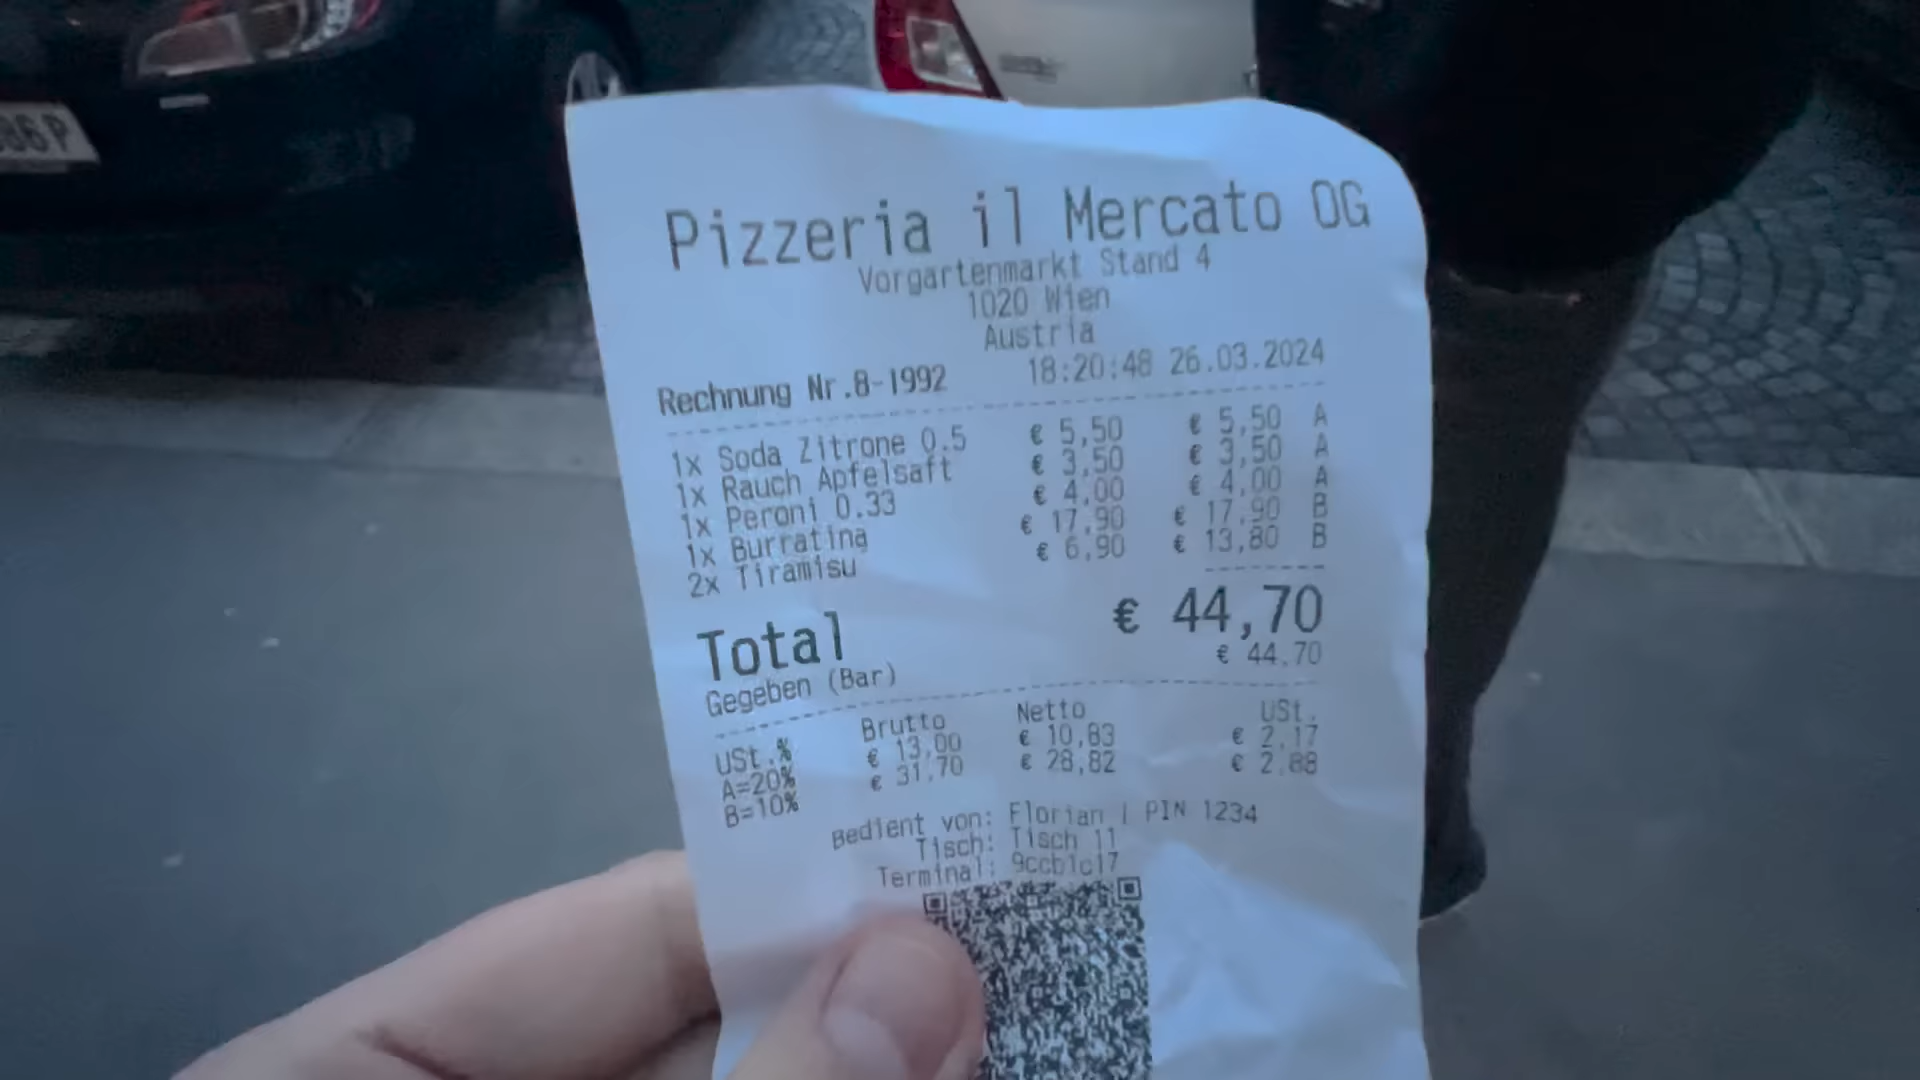 86P
Pizzeria il Mercato OG
Vorgartenmarkt Stand 4
1020 Wien
Austria
Rechnung Nr.8-1992 18:20:48 26.03.2024
1x Soda Zitrone 0.5 € 5,50 € 5,50 A
1x Rauch Apfelsaft € 3,50 € 3,50 A
1x Peroni 0.33 € 4,00 € 4,00 A
1x Burratina € 17,90 € 17,90 B
2x Tiramisu € 6,90 € 13,80 B
Total € 44,70
Gegeben (Bar) € 44,70
USt.% Brutto Netto USt.
A=20% € 13,00 € 10,83 € 2,17
B=10% € 31,70 € 28,82 € 2,88
Bedient von: Florian | PIN 1234
Tisch: Tisch 11
Terminal: 9ccb1c17